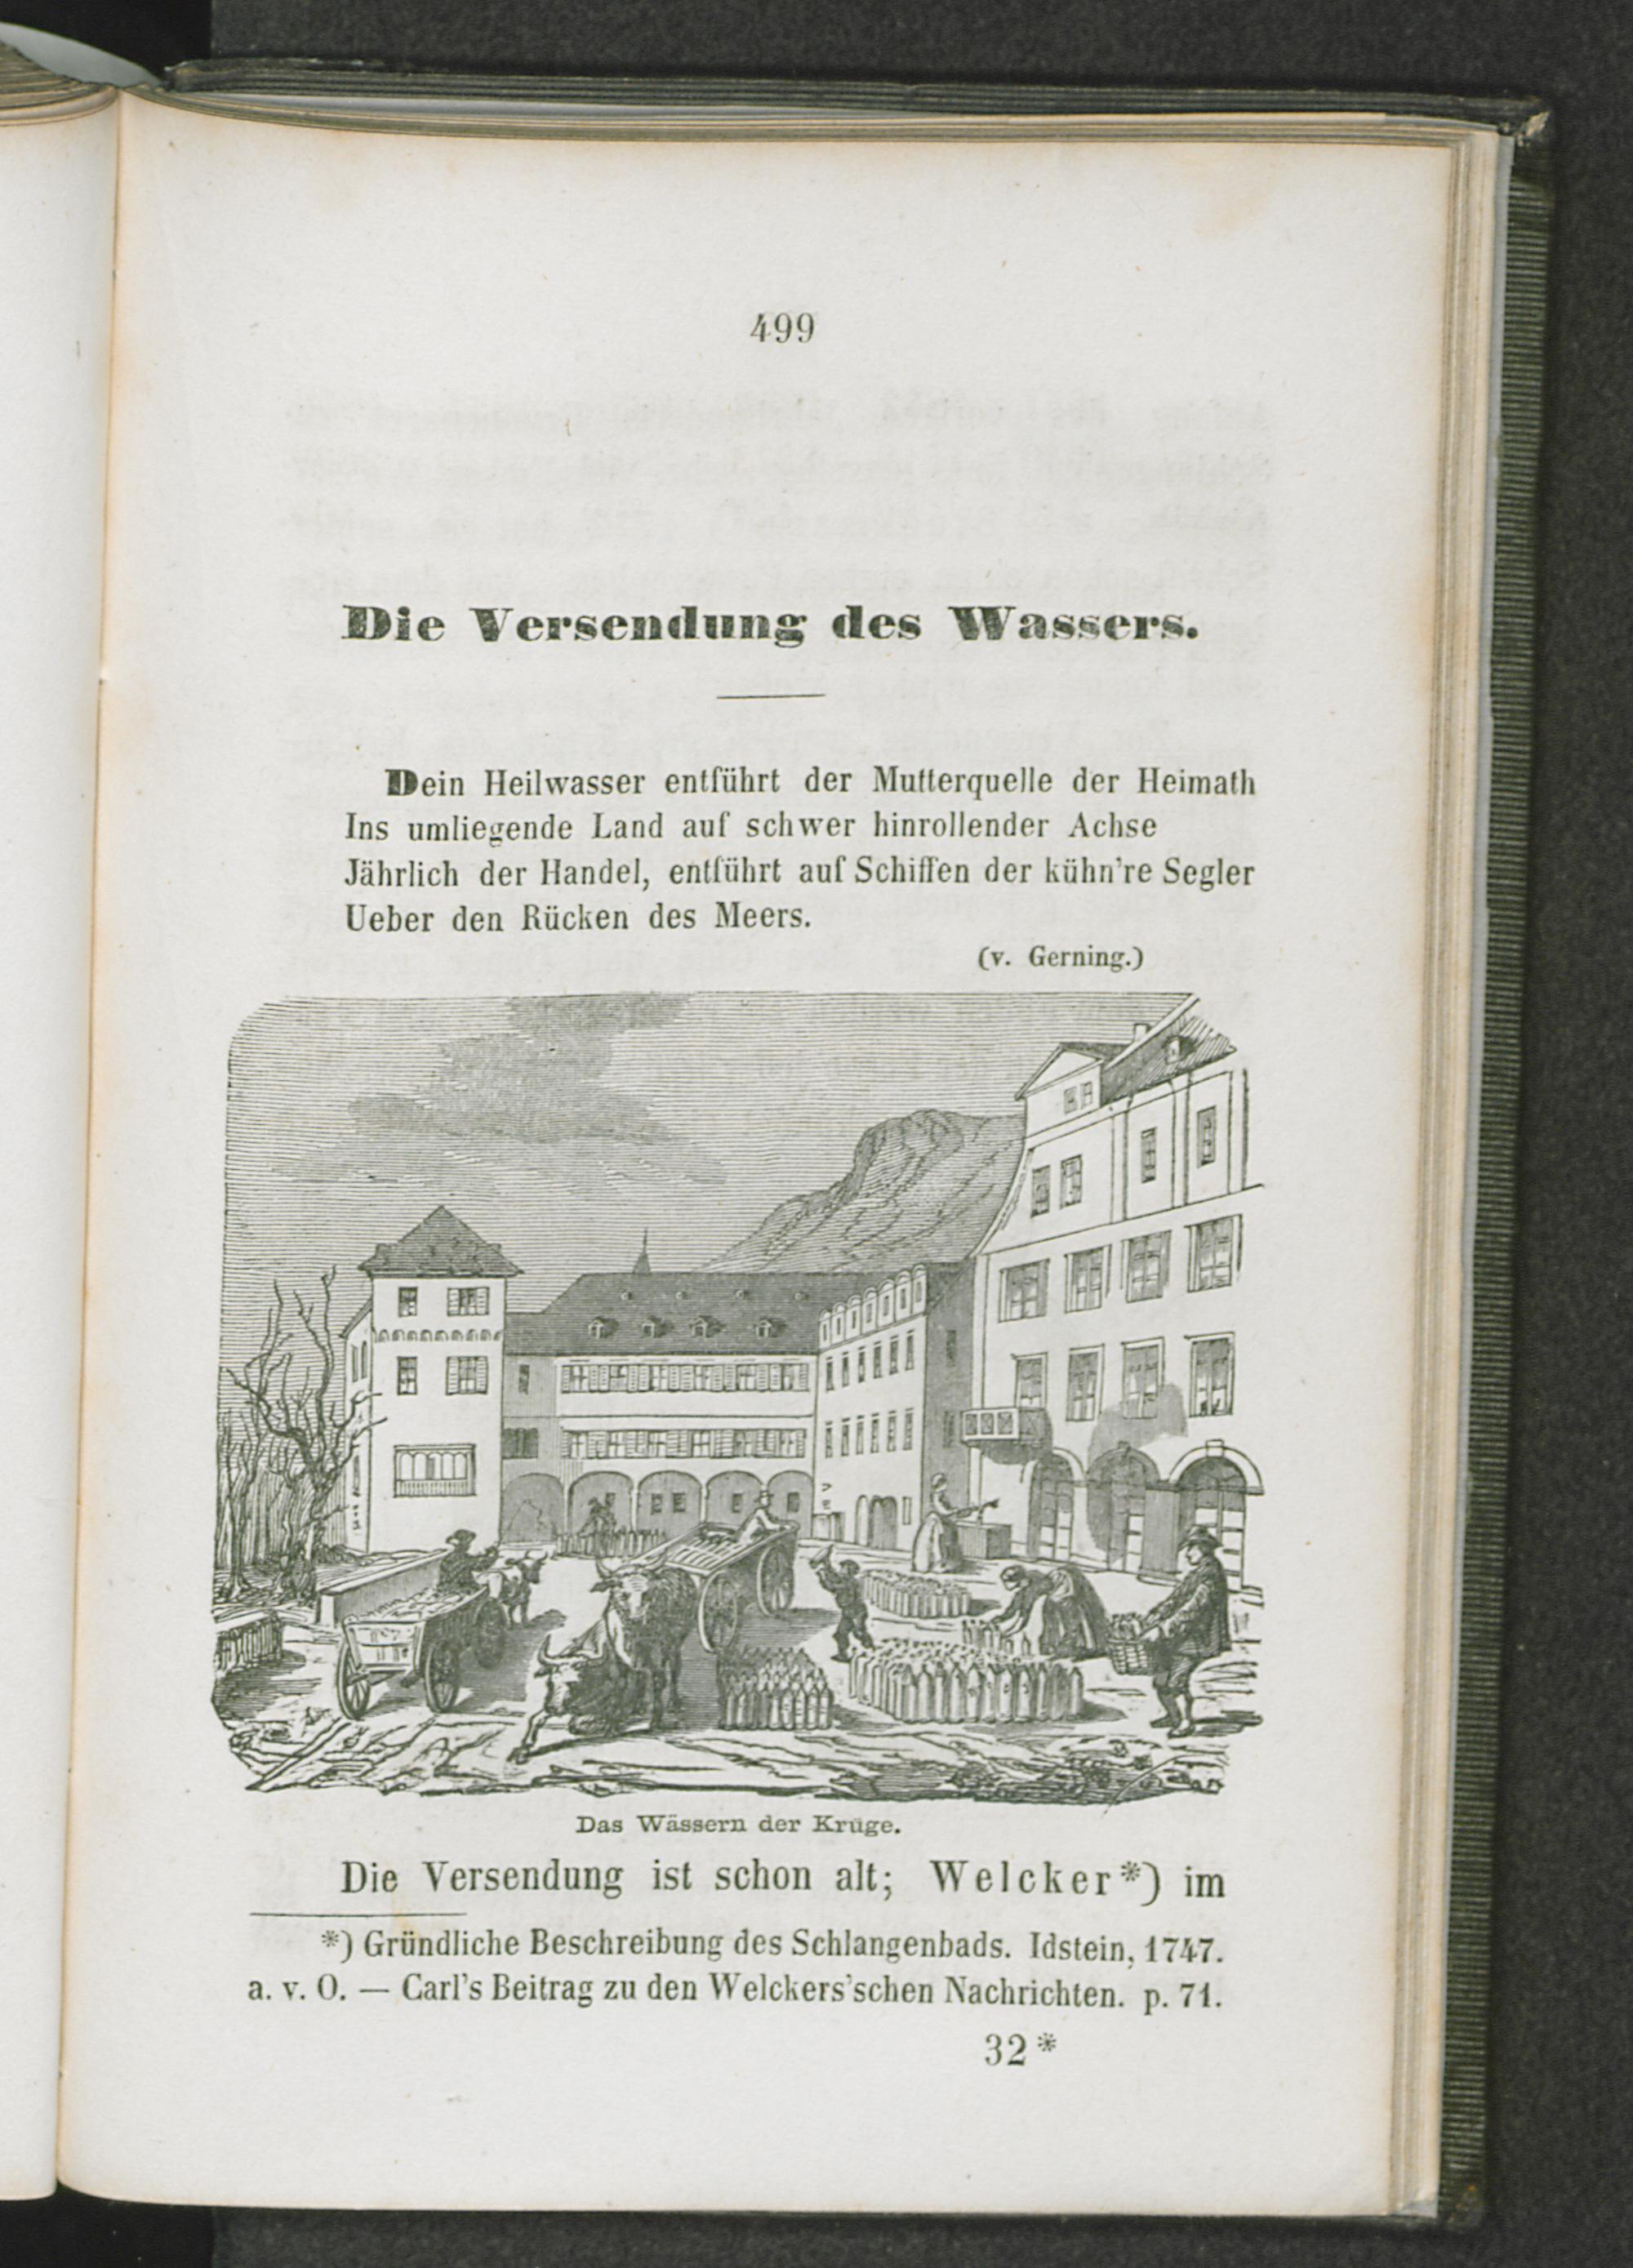 499
Die Versendung des Wassers.
Dein Heilwasser entführt der Mutterquelle der Heimath
Ins umliegende Land auf schwer hinrollender Achse
Jährlich der Handel, entführt auf Schiffen der kühn're Segler
Ueber den Rücken des Meers.
(v. Gerning.)
Das Wässern der Krüge.
Die Versendung ist schon alt; Welcker*) im
*) Gründliche Beschreibung des Schlangenbads. Idstein, 1747.
a. v. O. — Carl's Beitrag zu den Welckers'schen Nachrichten. p. 71.
32*